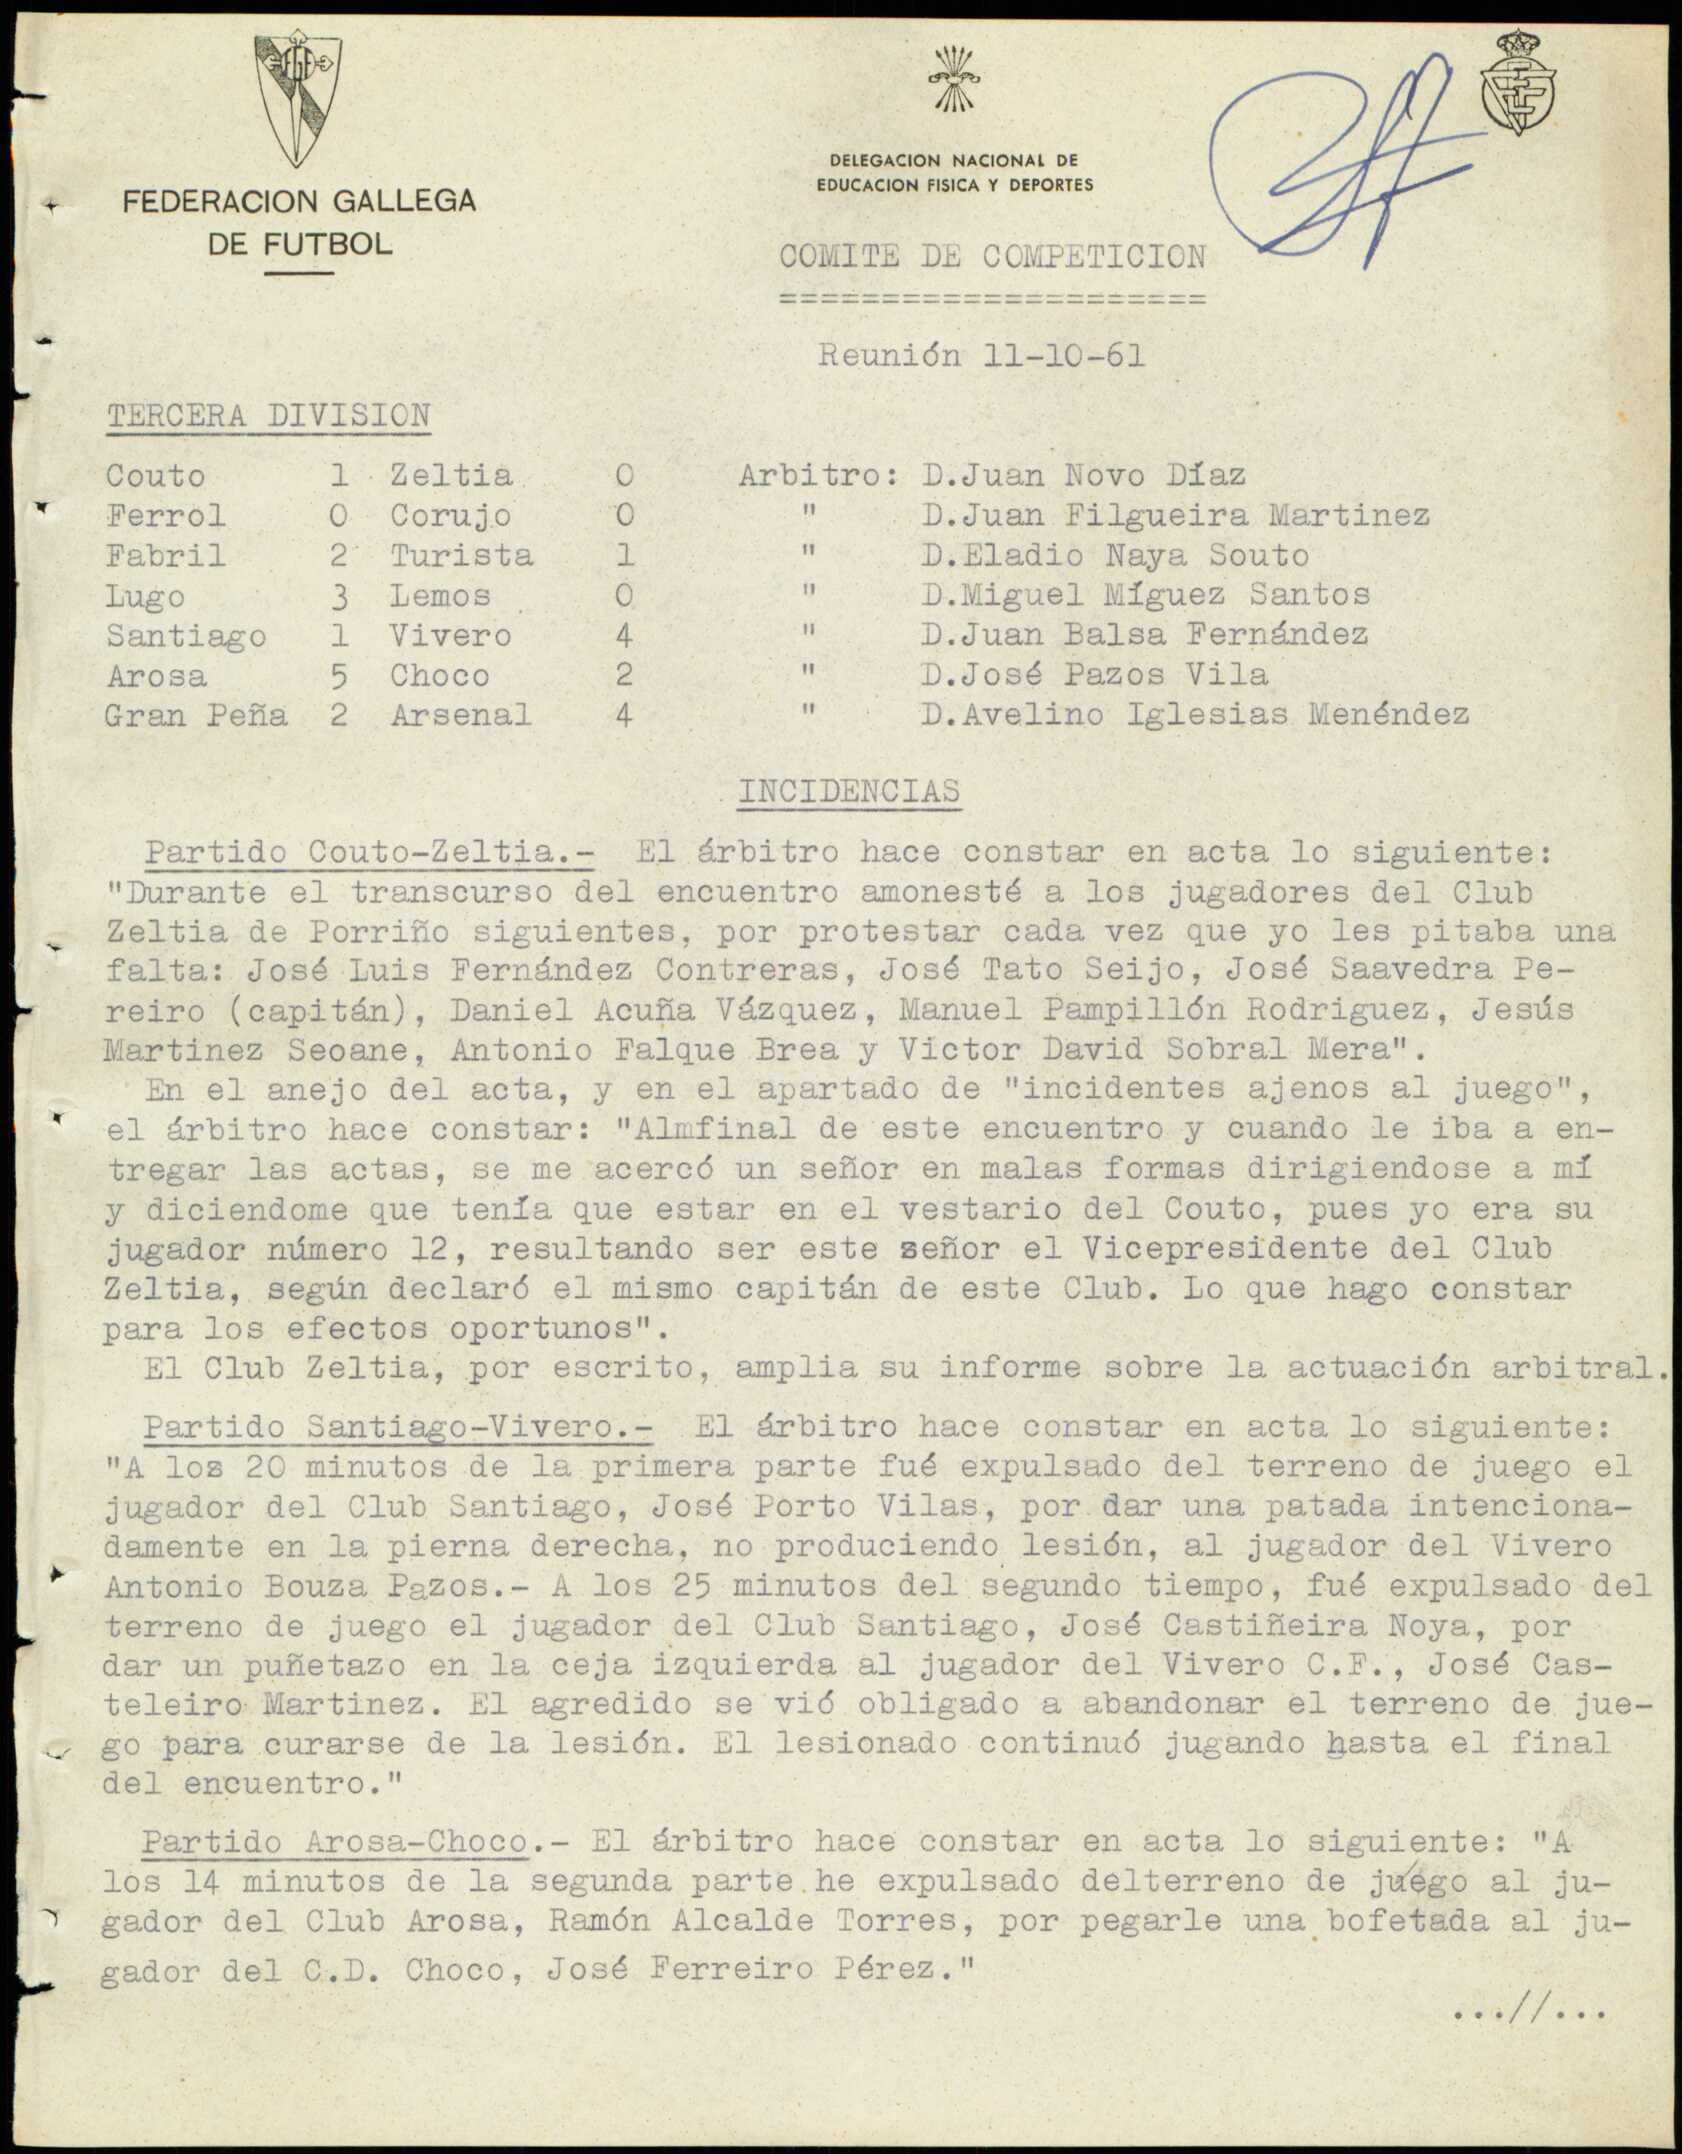 FEDERACION GALLEGA
DE FUTBOL
DELEGACION NACIONAL DE
EDUCACION FISICA Y DEPORTES
COMITE DE COMPETICION
=====================
Reunión 11-10-61
TERCERA DIVISION
Couto 1 Zeltia 0 Arbitro: D.Juan Novo Díaz
Ferrol 0 Corujo 0 " D.Juan Filgueira Martinez
Fabril 2 Turista 1 " D.Eladio Naya Souto
Lugo 3 Lemos 0 " D.Miguel Míguez Santos
Santiago 1 Vivero 4 " D.Juan Balsa Fernández
Arosa 5 Choco 2 " D.José Pazos Vila
Gran Peña 2 Arsenal 4 " D.Avelino Iglesias Menéndez
INCIDENCIAS
Partido Couto-Zeltia.- El árbitro hace constar en acta lo siguiente:
"Durante el transcurso del encuentro amonesté a los jugadores del Club
Zeltia de Porriño siguientes, por protestar cada vez que yo les pitaba una
falta: José Luis Fernández Contreras, José Tato Seijo, José Saavedra Pe-
reiro (capitán), Daniel Acuña Vázquez, Manuel Pampillón Rodriguez, Jesús
Martinez Seoane, Antonio Falque Brea y Victor David Sobral Mera".
En el anejo del acta, y en el apartado de "incidentes ajenos al juego",
el árbitro hace constar: "Almfinal de este encuentro y cuando le iba a en-
tregar las actas, se me acercó un señor en malas formas dirigiendose a mí
y diciendome que tenía que estar en el vestario del Couto, pues yo era su
jugador número 12, resultando ser este señor el Vicepresidente del Club
Zeltia, según declaró el mismo capitán de este Club. Lo que hago constar
para los efectos oportunos".
El Club Zeltia, por escrito, amplia su informe sobre la actuación arbitral.
Partido Santiago-Vivero.- El árbitro hace constar en acta lo siguiente:
"A los 20 minutos de la primera parte fué expulsado del terreno de juego el
jugador del Club Santiago, José Porto Vilas, por dar una patada intenciona-
damente en la pierna derecha, no produciendo lesión, al jugador del Vivero
Antonio Bouza Pazos.- A los 25 minutos del segundo tiempo, fué expulsado del
terreno de juego el jugador del Club Santiago, José Castiñeira Noya, por
dar un puñetazo en la ceja izquierda al jugador del Vivero C.F., José Cas-
teleiro Martinez. El agredido se vió obligado a abandonar el terreno de jue-
go para curarse de la lesión. El lesionado continuó jugando hasta el final
del encuentro."
Partido Arosa-Choco.- El árbitro hace constar en acta lo siguiente: "A
los 14 minutos de la segunda parte he expulsado delterreno de juego al ju-
gador del Club Arosa, Ramón Alcalde Torres, por pegarle una bofetada al ju-
gador del C.D. Choco, José Ferreiro Pérez."
...//...